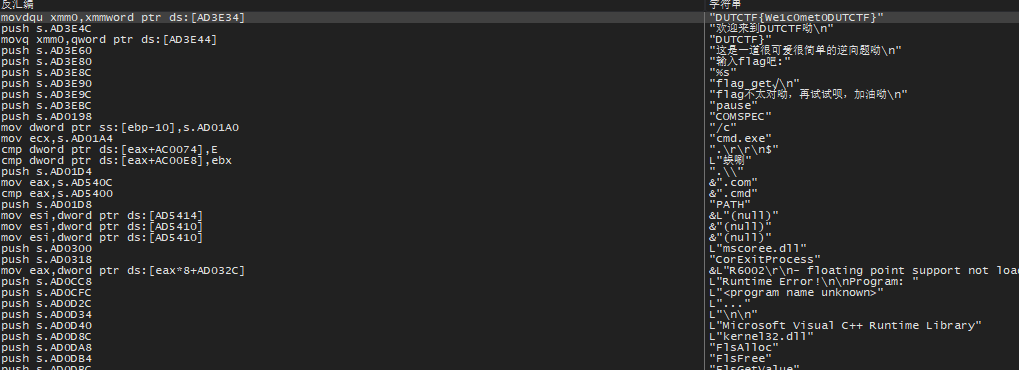 反汇编 字符串
movdqu xmm0,xmmword ptr ds:[AD3E34] "DUTCTF{We1c0met0DUTCTF}"
push s.AD3E4C "欢迎来到DUTCTF呦\n"
movq xmm0,qword ptr ds:[AD3E44] "DUTCTF}"
push s.AD3E60 "这是一道很可爱很简单的逆向题呦\n"
push s.AD3E80 "输入flag吧:"
push s.AD3E8C "%s"
push s.AD3E90 "flag get√\n"
push s.AD3E9C "flag不太对呦，再试试呗，加油呦\n"
push s.AD3EBC "pause"
push s.AD0198 "COMSPEC"
mov dword ptr ss:[ebp-10],s.AD01A0 "/c"
mov ecx,s.AD01A4 "cmd.exe"
cmp dword ptr ds:[eax+AC0074],E ".\r\r\n$"
cmp dword ptr ds:[eax+AC00E8],ebx
push s.AD01D4 ".\\"
mov eax,s.AD540C &".com"
cmp eax,s.AD5400 &".cmd"
push s.AD01D8 "PATH"
mov esi,dword ptr ds:[AD5414] &L"(null)"
mov esi,dword ptr ds:[AD5410] &"(null)"
mov esi,dword ptr ds:[AD5410] &"(null)"
push s.AD0300 L"mscoree.dll"
push s.AD0318 "CorExitProcess"
mov eax,dword ptr ds:[eax*8+AD032C] &L"R6002\r\n- floating point support not loa
push s.AD0CC8 L"Runtime Error!\n\nProgram: "
push s.AD0CFC L"<program name unknown>"
push s.AD0D2C L"..."
push s.AD0D34 L"\n\n"
push s.AD0D40 L"Microsoft Visual C++ Runtime Library"
push s.AD0D8C L"kernel32.dll"
push s.AD0DA8 "FlsAlloc"
push s.AD0DB4 "FlsFree"